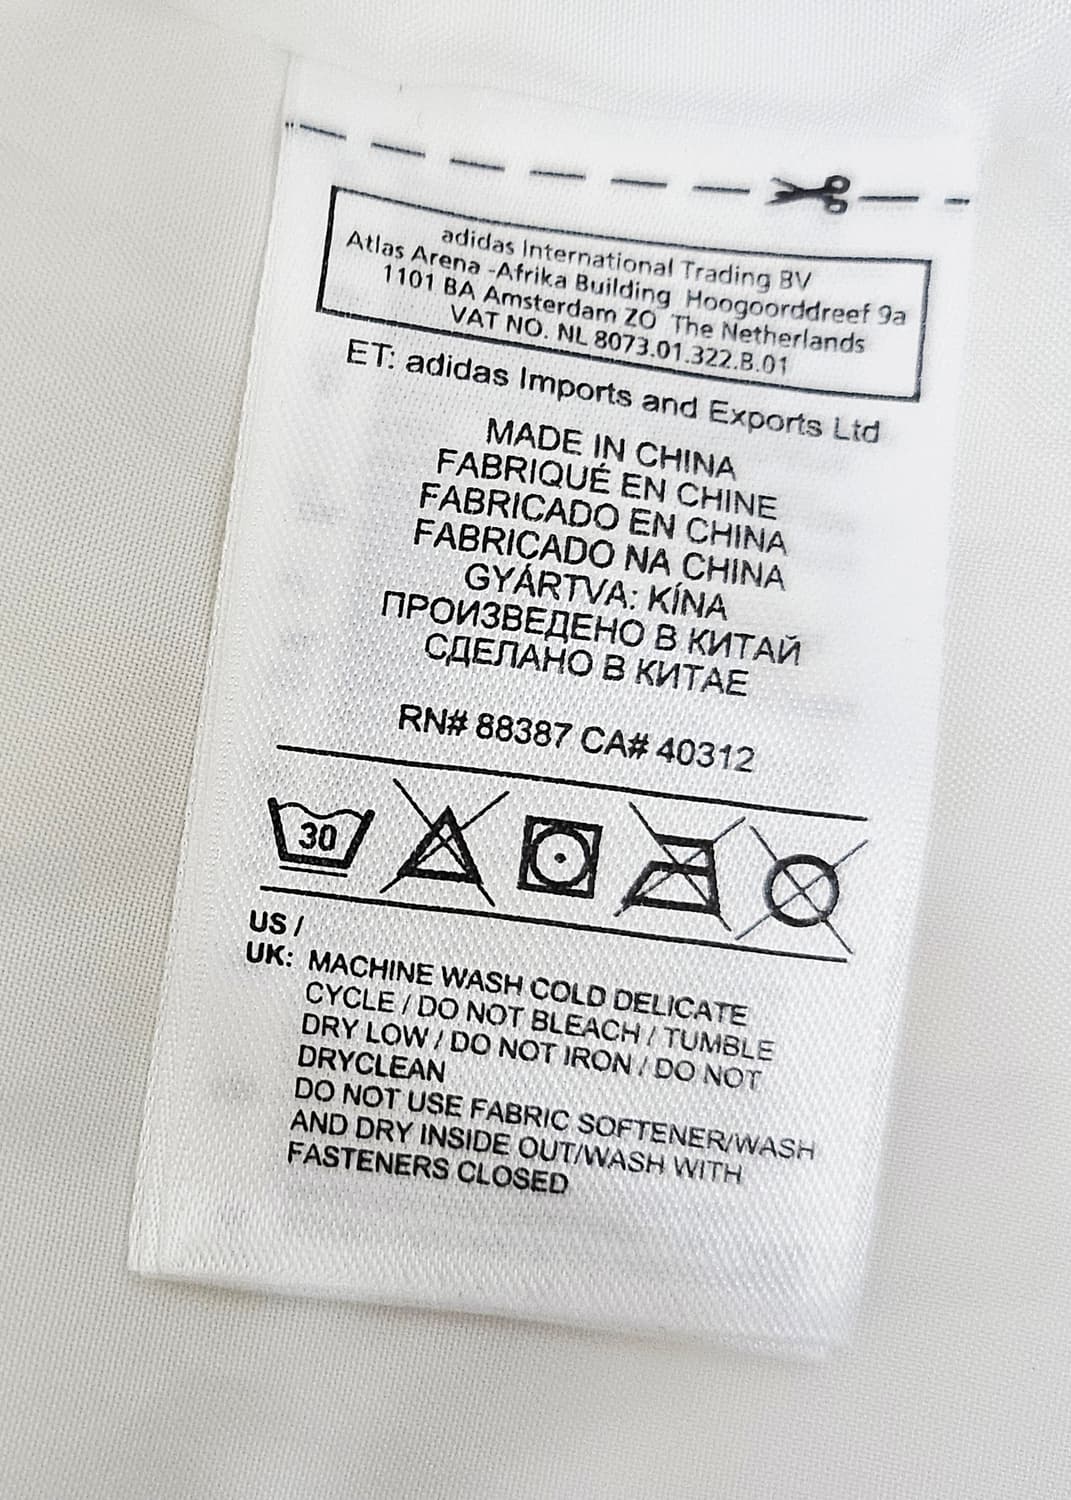 adidas International Trading BV
Atlas Arena -Afrika Building Hoogoorddreef 9a
1101 BA Amsterdam ZO The Netherlands
VAT NO. NL 8073.01.322.B.01
ET: adidas Imports and Exports Ltd
MADE IN CHINA
FABRIQUÉ EN CHINE
FABRICADO EN CHINA
FABRICADO NA CHINA
GYÁRTVA: KÍNA
ПРОИЗВЕДЕНО В КИТАЙ
СДЕЛАНО В КИТАЕ
RN# 88387 CA# 40312
30
US /
UK: MACHINE WASH COLD DELICATE
CYCLE / DO NOT BLEACH / TUMBLE
DRY LOW / DO NOT IRON / DO NOT
DRYCLEAN
DO NOT USE FABRIC SOFTENER/WASH
AND DRY INSIDE OUT/WASH WITH
FASTENERS CLOSED